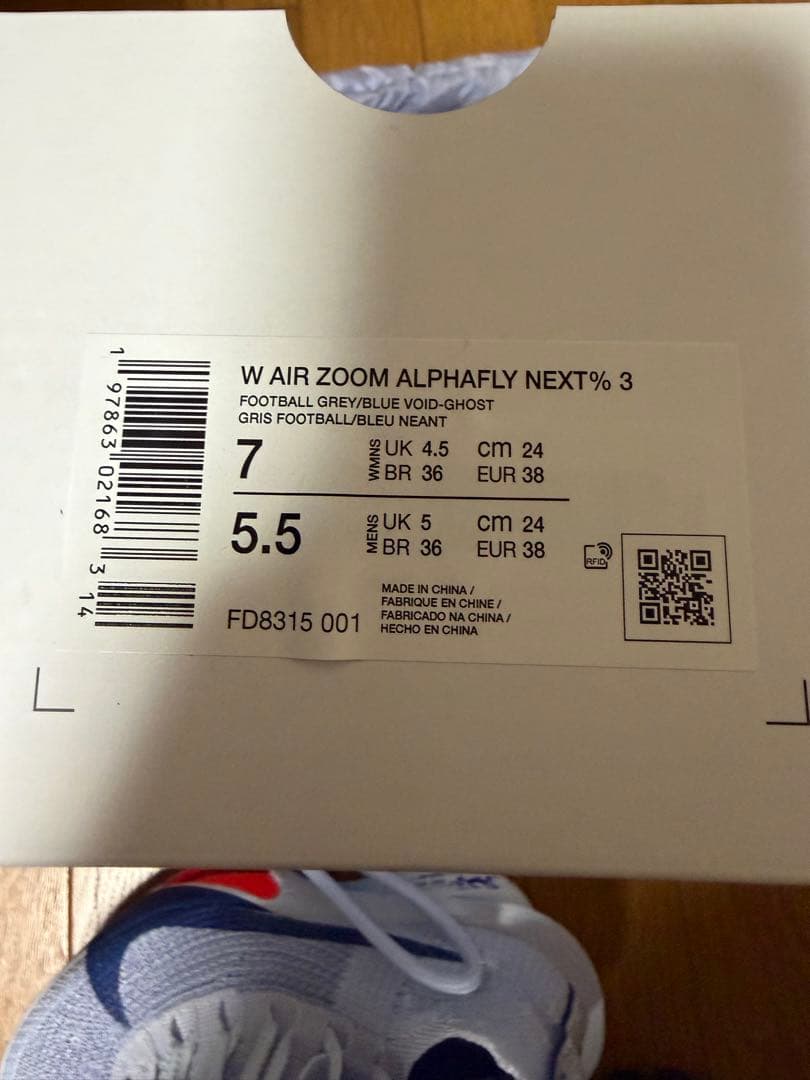 W AIR ZOOM ALPHAFLY NEXT% 3
FOOTBALL GREY/BLUE VOID-GHOST
GRIS FOOTBALL/BLEU NEANT
7 WMNS UK 4.5 cm 24
BR 36 EUR 38
5.5 MENS UK 5 cm 24
BR 36 EUR 38
RFID
FD8315 001
MADE IN CHINA /
FABRIQUE EN CHINE /
FABRICADO NA CHINA /
HECHO EN CHINA
1 97863 02168 3 14